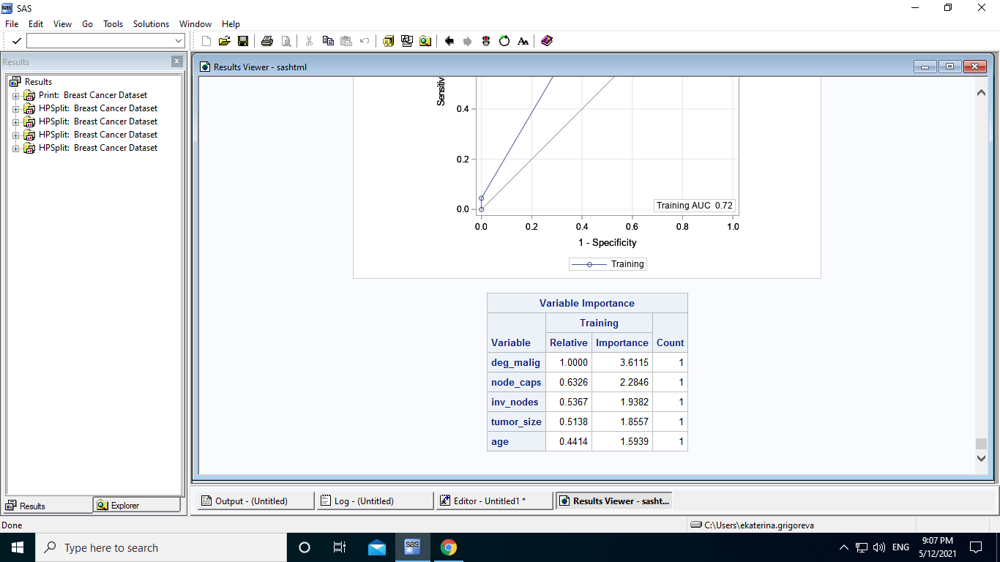 SAS
File Edit View Go Tools Solutions Window Help
Results
Results Viewer - sashtml
Results
Print: Breast Cancer Dataset
HPSplit: Breast Cancer Dataset
HPSplit: Breast Cancer Dataset
HPSplit: Breast Cancer Dataset
HPSplit: Breast Cancer Dataset
Sensitiv
0.4
0.2
0.0
Training AUC 0.72
0.0 0.2 0.4 0.6 0.8 1.0
1 - Specificity
Training
Variable Importance
Training
Variable Relative Importance Count
deg_malig 1.0000 3.6115 1
node_caps 0.6326 2.2846 1
inv_nodes 0.5367 1.9382 1
tumor_size 0.5138 1.8557 1
age 0.4414 1.5939 1
Results Explorer
Output - (Untitled) Log - (Untitled) Editor - Untitled1 * Results Viewer - sasht...
Done C:\Users\ekaterina.grigoreva
Type here to search
sas
ENG
9:07 PM
5/12/2021